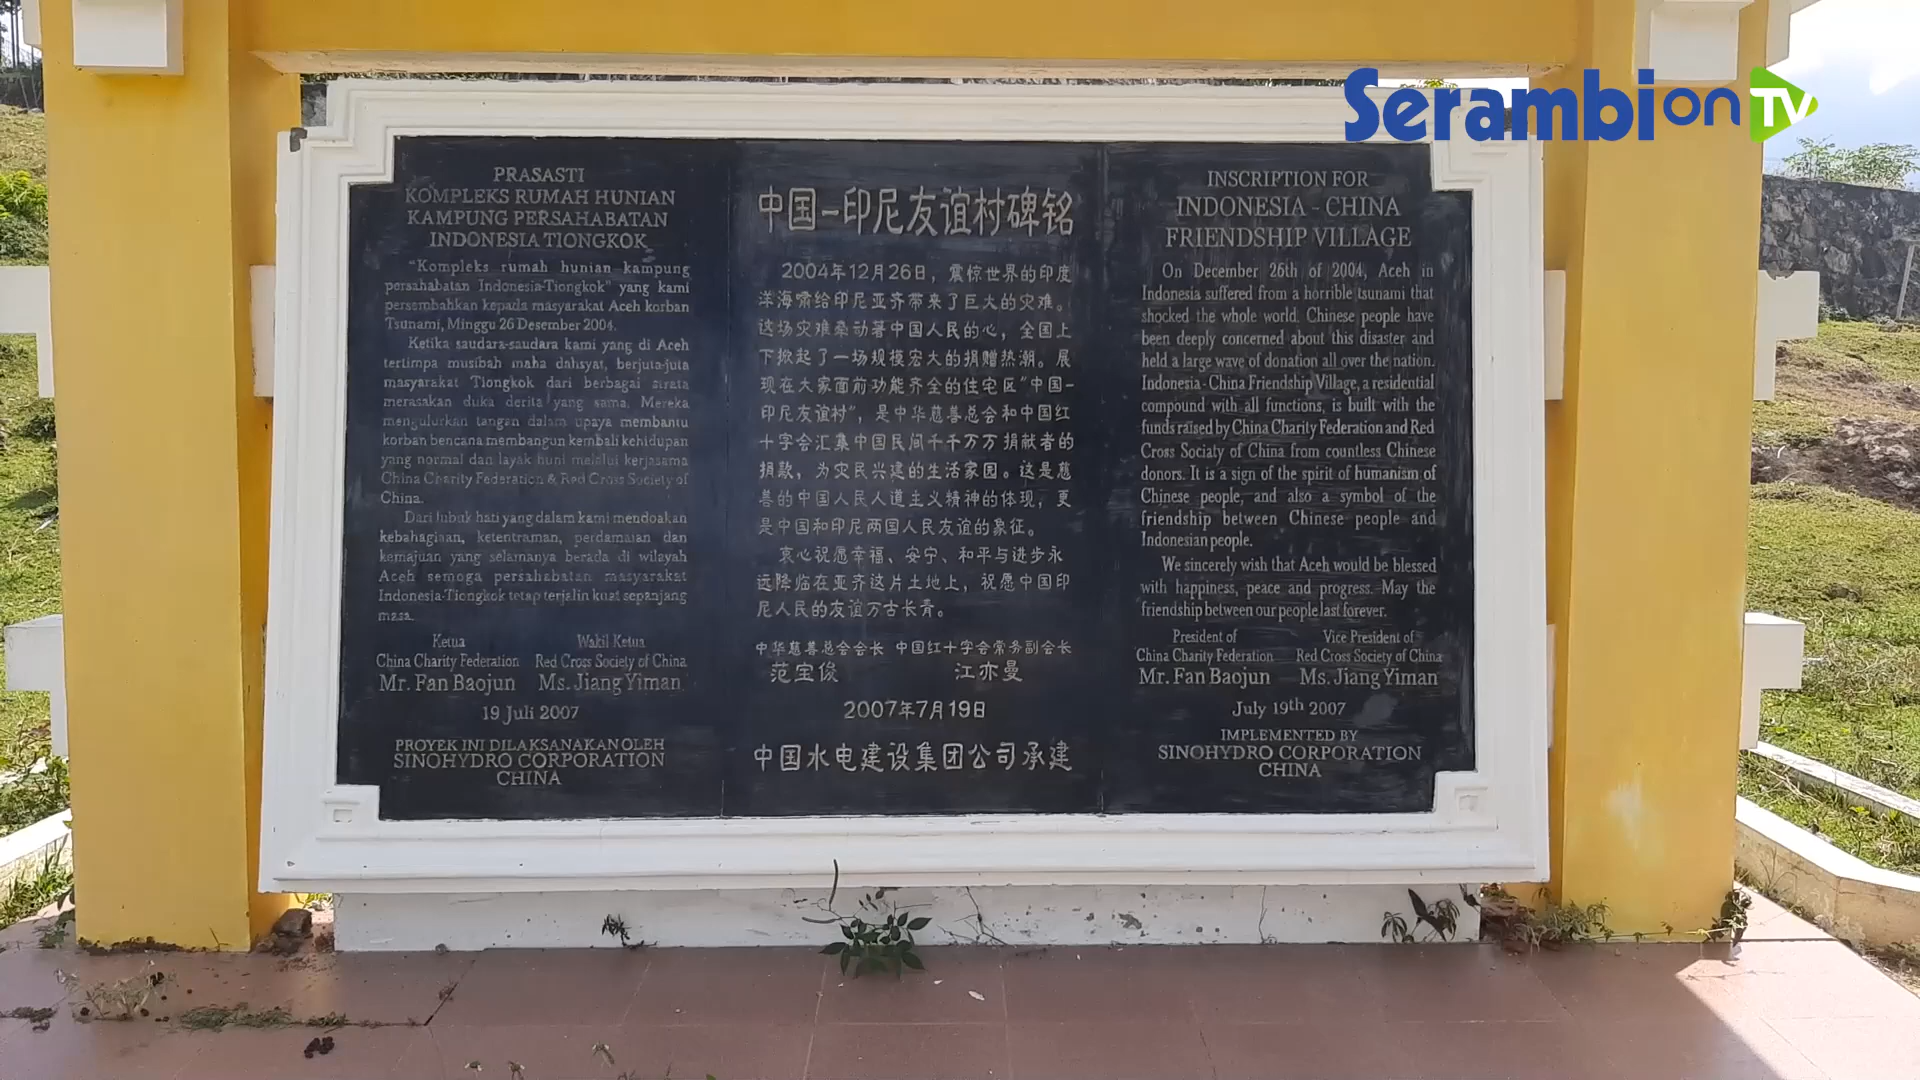 Serambi on TV
PRASASTI
KOMPLEKS RUMAH HUNIAN
KAMPUNG PERSAHABATAN
INDONESIA TIONGKOK
"Kompleks rumah hunian kampung
persahabatan Indonesia-Tiongkok" yang kami
persembahkan kepada masyarakat Aceh korban
Tsunami, Minggu 26 Desember 2004.
Ketika saudara-saudara kami yang di Aceh
tertimpa musibah maha dahsyat, berjuta-juta
masyarakat Tiongkok dari berbagai strata
merasakan duka derita yang sama. Mereka
mengulurkan tangan dalam upaya membantu
korban bencana membangun kembali kehidupan
yang normal dan layak huni melalui kerjasama
China Charity Federation & Red Cross Society of
China.
Dari lubuk hati yang dalam kami mendoakan
kebahagiaan, ketentraman, perdamaian dan
kemajuan yang selamanya berada di wilayah
Aceh semoga persahabatan masyarakat
Indonesia-Tiongkok tetap terjalin kuat sepanjang
masa.
Ketua Wakil Ketua
China Charity Federation Red Cross Society of China
Mr. Fan Baojun Ms. Jiang Yiman
19 Juli 2007
PROYEK INI DILAKSANAKAN OLEH
SINOHYDRO CORPORATION
CHINA
中国-印尼友谊村碑铭
2004年12月26日，震惊世界的印度
洋海啸给印尼亚齐带来了巨大的灾难。
这场灾难牵动著中国人民的心，全国上
下掀起了一场规模宏大的捐赠热潮。展
现在大家面前功能齐全的住宅区"中国-
印尼友谊村"，是中华慈善总会和中国红
十字会汇集中国民间千千万万捐献者的
捐款，为灾民兴建的生活家园。这是慈
善的中国人民人道主义精神的体现，更
是中国和印尼两国人民友谊的象征。
衷心祝愿幸福、安宁、和平与进步永
远降临在亚齐这片土地上，祝愿中国印
尼人民的友谊万古长青。
中华慈善总会会长 中国红十字会常务副会长
范宝俊 江亦曼
2007年7月19日
中国水电建设集团公司承建
INSCRIPTION FOR
INDONESIA - CHINA
FRIENDSHIP VILLAGE
On December 26th of 2004, Aceh in
Indonesia suffered from a horrible tsunami that
shocked the whole world. Chinese people have
been deeply concerned about this disaster and
held a large wave of donation all over the nation.
Indonesia - China Friendship Village, a residential
compound with all functions, is built with the
funds raised by China Charity Federation and Red
Cross Sociaty of China from countless Chinese
donors. It is a sign of the spirit of humanism of
Chinese people, and also a symbol of the
friendship between Chinese people and
Indonesian people.
We sincerely wish that Aceh would be blessed
with happiness, peace and progress. May the
friendship between our people last forever.
President of Vice President of
China Charity Federation Red Cross Society of China
Mr. Fan Baojun Ms. Jiang Yiman
July 19th 2007
IMPLEMENTED BY
SINOHYDRO CORPORATION
CHINA